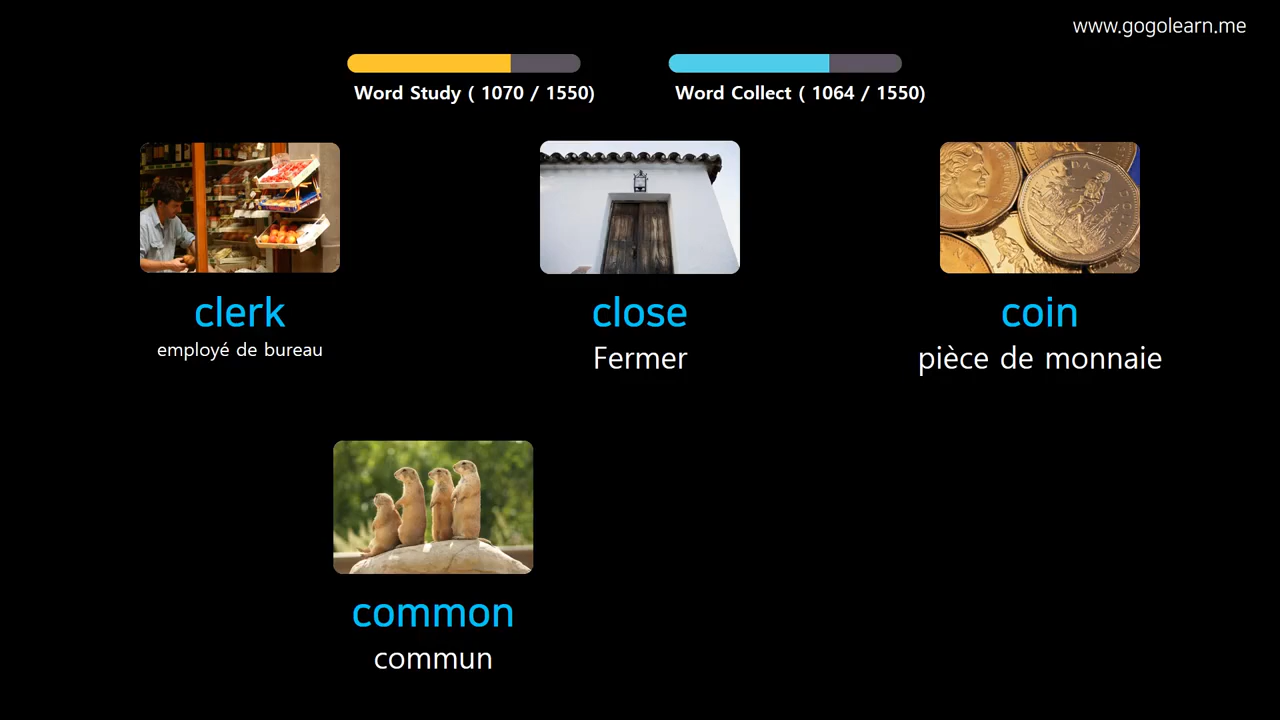 www.gogolearn.me
Word Study ( 1070 / 1550)
Word Collect ( 1064 / 1550)
clerk
employé de bureau
close
Fermer
coin
pièce de monnaie
common
commun